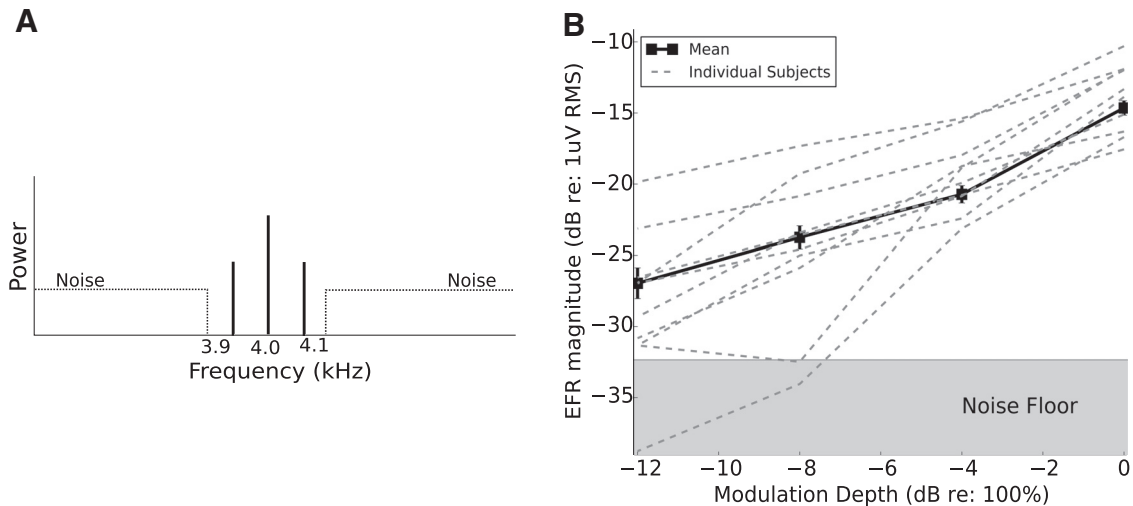 A
Power
Noise
Noise
3.9
4.0
4.1
Frequency (kHz)
B
EFR magnitude (dB re: 1uV RMS)
−10
−15
−20
−25
−30
−35
Mean
Individual Subjects
Noise Floor
−12
−10
−8
−6
−4
−2
0
Modulation Depth (dB re: 100%)